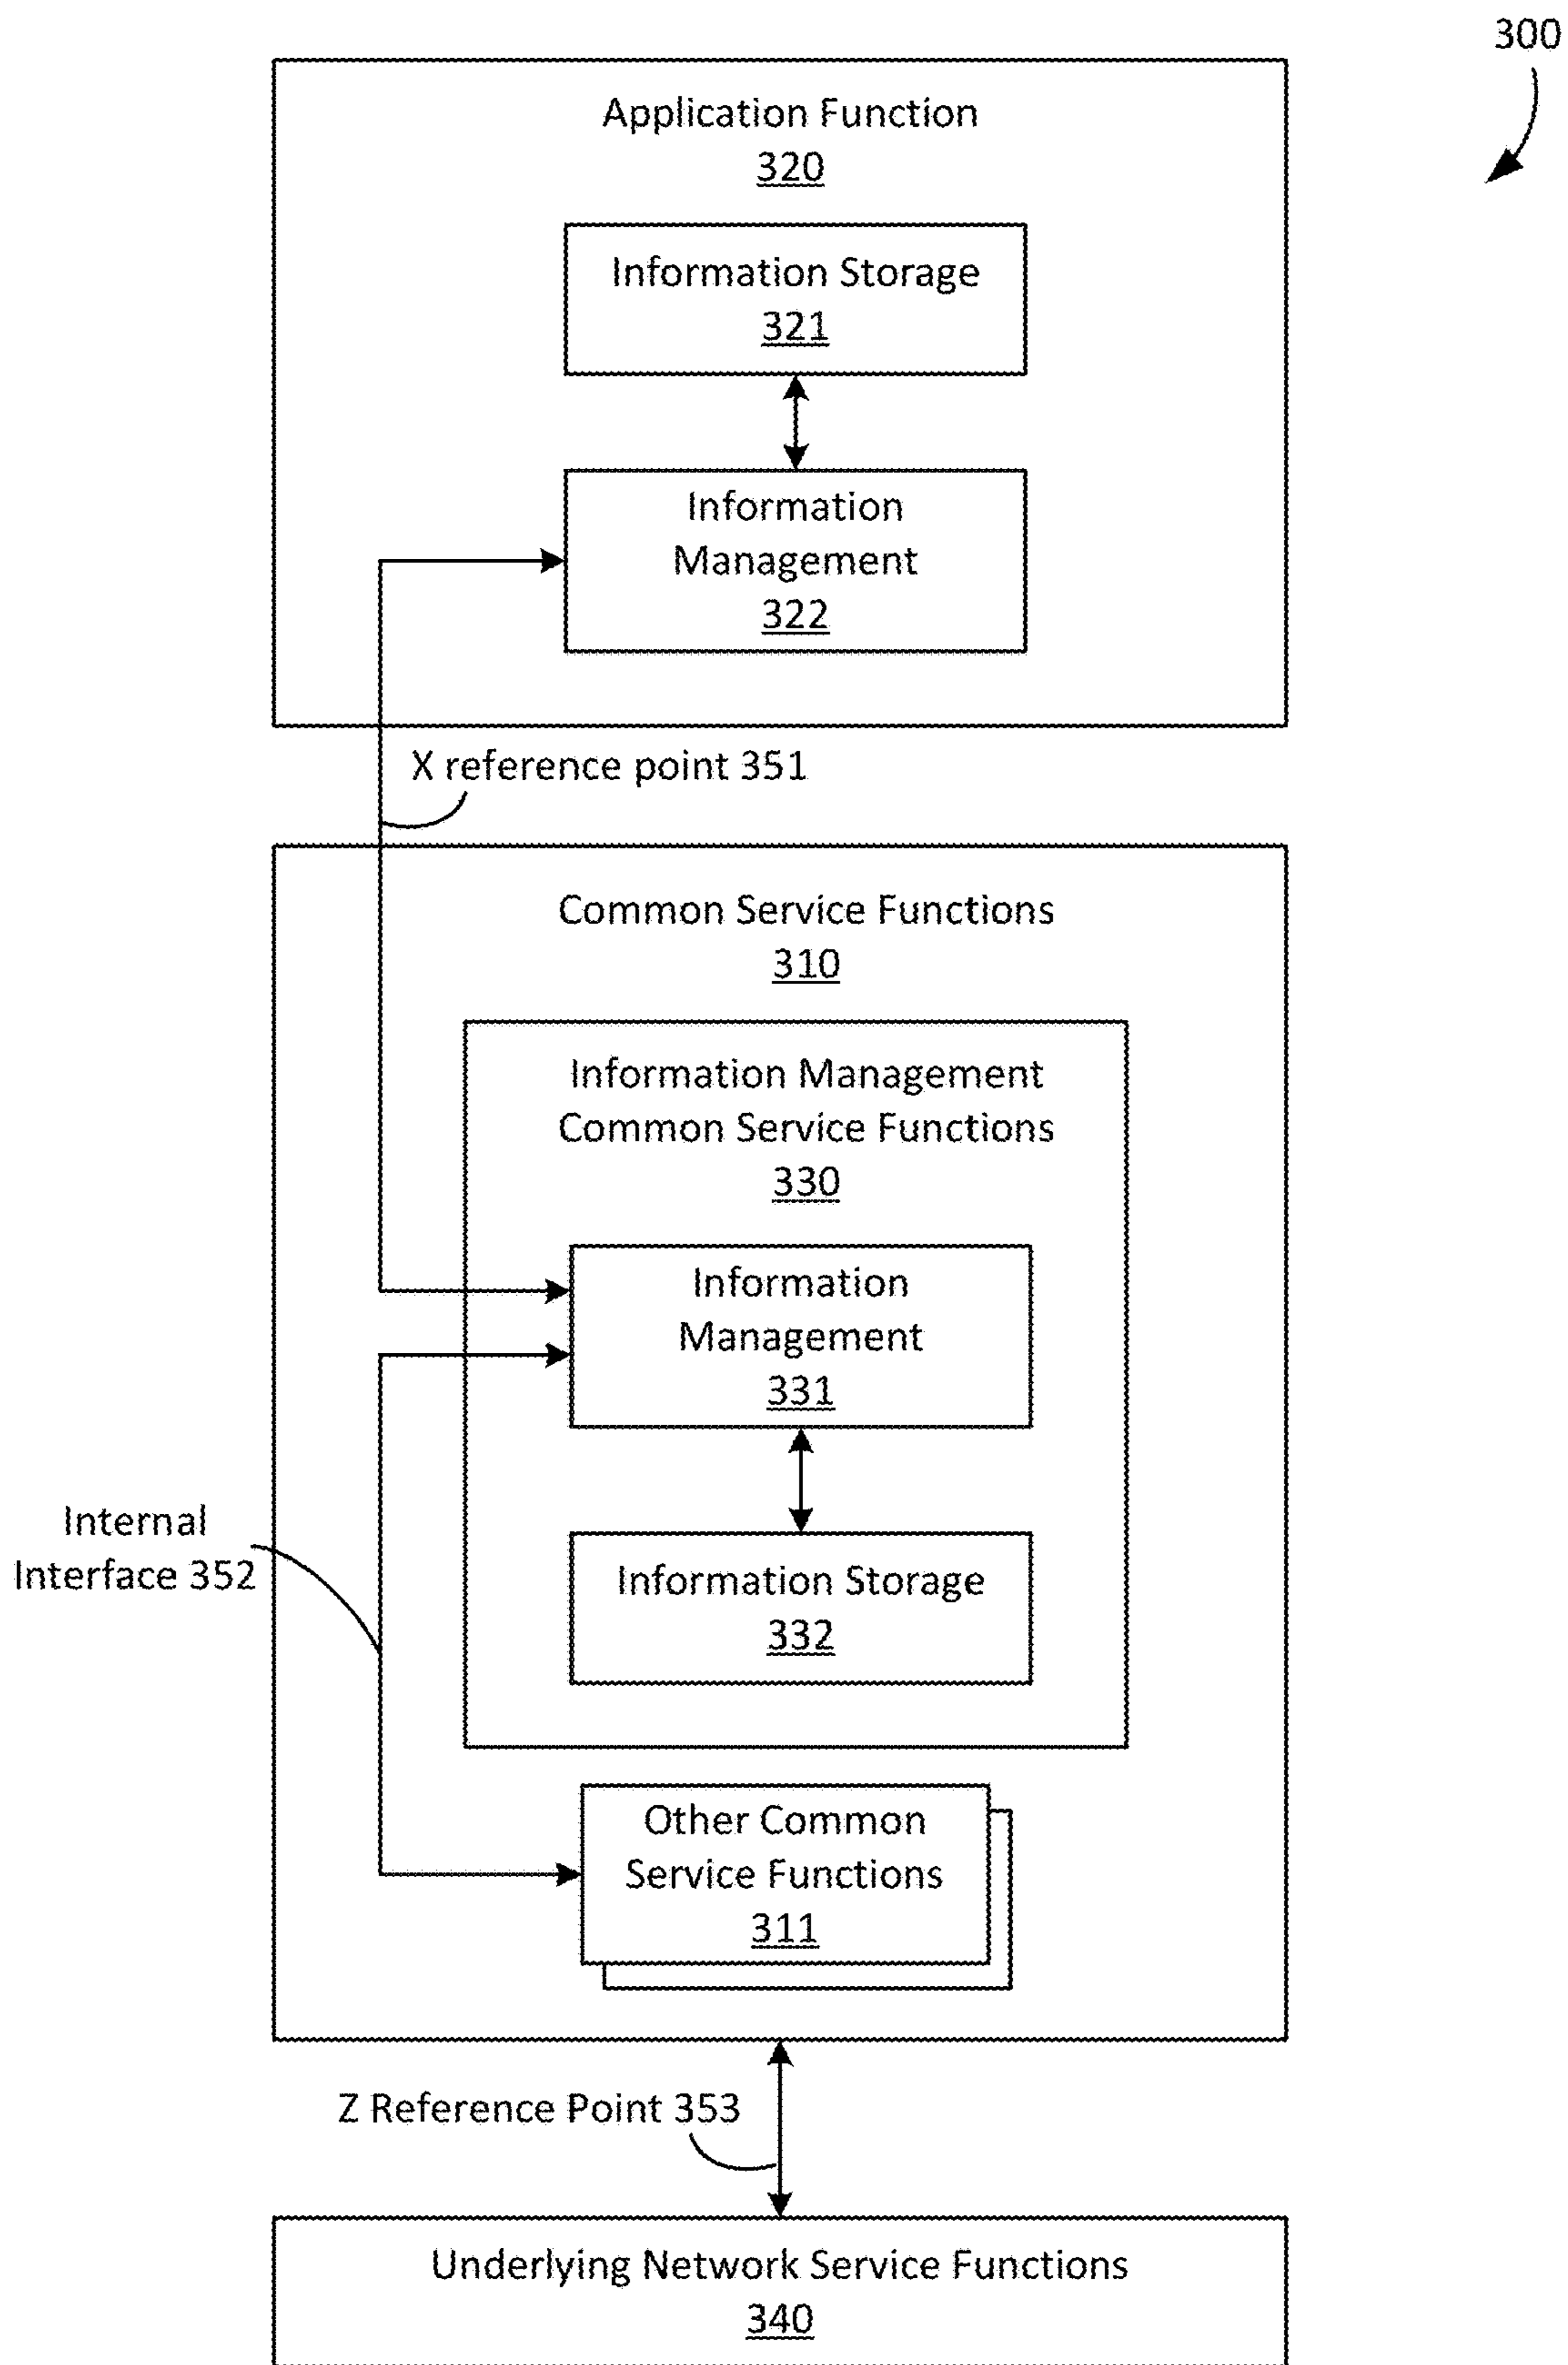 300
Application Function
320
Information Storage
321
Information
Management
322
X reference point 351
Common Service Functions
310
Information Management
Common Service Functions
330
Information
Management
331
Internal
Interface 352
Information Storage
332
Other Common
Service Functions
311
Z Reference Point 353
Underlying Network Service Functions
340